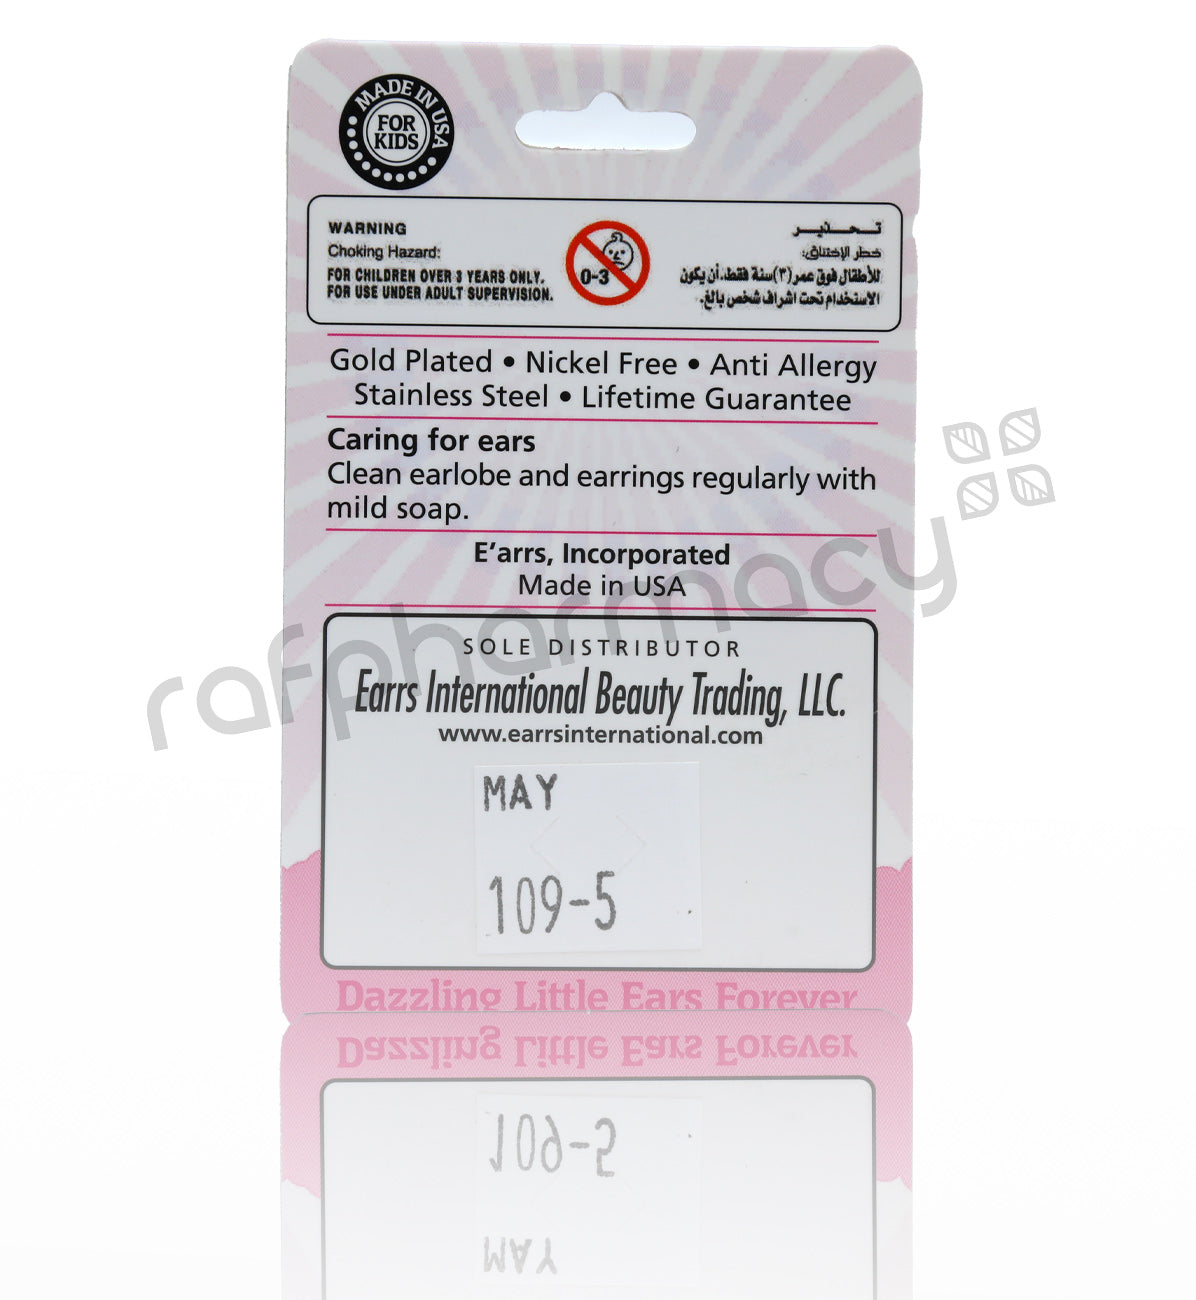 MADE IN USA
FOR
KIDS
WARNING
Choking Hazard:
FOR CHILDREN OVER 3 YEARS ONLY.
FOR USE UNDER ADULT SUPERVISION.
0-3
تحذير
خطر الإختناق:
للأطفال فوق عمر (٣) سنة فقط. أن يكون
الاستخدام تحت اشراف شخص بالغ.
Gold Plated • Nickel Free • Anti Allergy
Stainless Steel • Lifetime Guarantee
Caring for ears
Clean earlobe and earrings regularly with
mild soap.
E’arrs, Incorporated
Made in USA
rafpharmacy
SOLE DISTRIBUTOR
Earrs International Beauty Trading, LLC.
www.earrsinternational.com
MAY
109-5
Dazzling Little Ears Forever